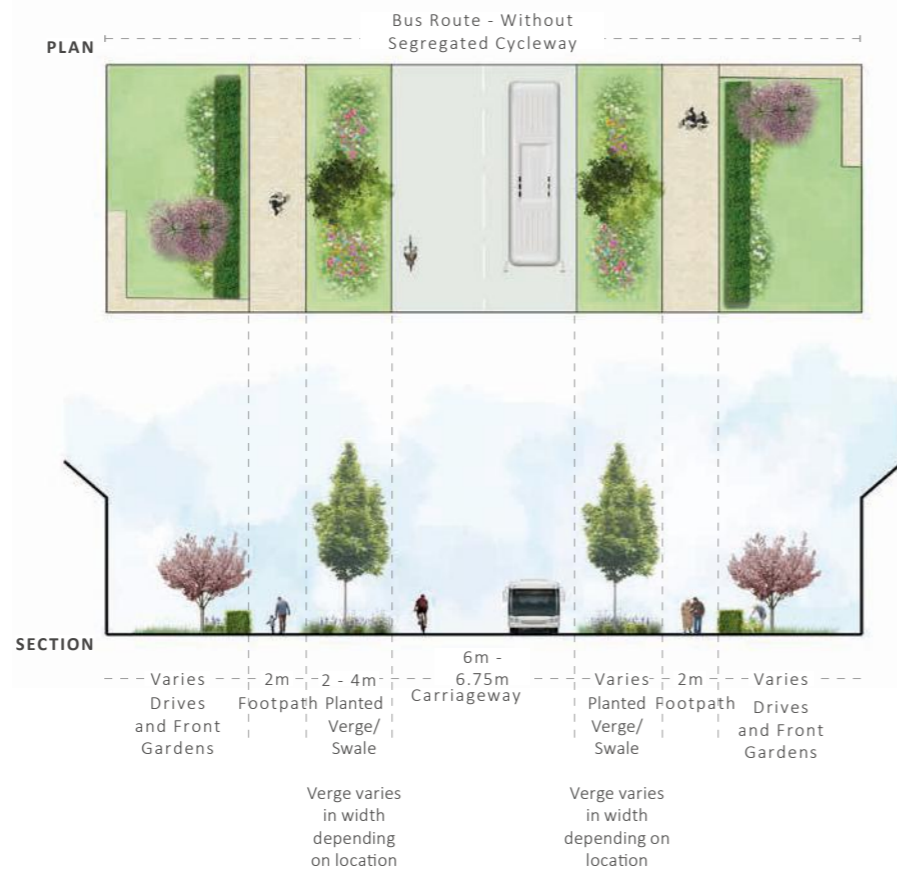 Bus Route - Without
Segregated Cycleway
PLAN
SECTION
Varies
Drives
and Front
Gardens
2m
Footpath
2 - 4m
Planted
Verge/
Swale
Verge varies
in width
depending
on location
6m -
6.75m
Carriageway
Varies
Planted
Verge/
Swale
Verge varies
in width
depending on
location
2m
Footpath
Varies
Drives
and Front
Gardens